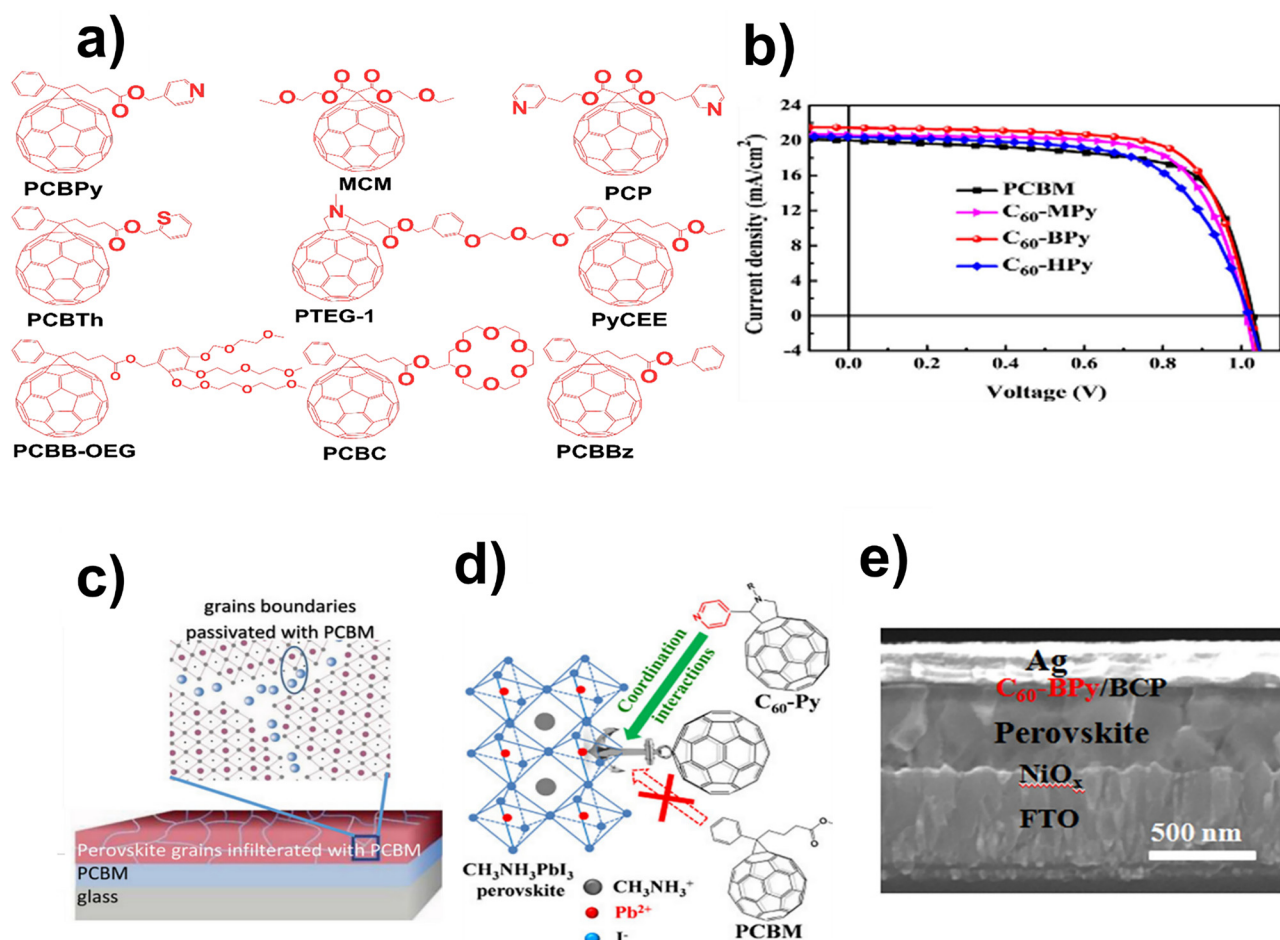 a)
N
PCBPy
MCM
PCP
S
PCBTh
N
PTEG-1
PyCEE
PCBB-OEG
PCBC
PCBBz
b)
Current density (mA/cm²)
24
20
16
12
8
4
0
-4
PCBM
C₆₀-MPy
C₆₀-BPy
C₆₀-HPy
0.0 0.2 0.4 0.6 0.8 1.0
Voltage (V)
c)
grains boundaries
passivated with PCBM
Perovskite grains infilterated with PCBM
PCBM
glass
d)
Coordination
interactions
R
N
N
C₆₀-Py
CH₃NH₃PbI₃
perovskite
CH₃NH₃⁺
Pb²⁺
I⁻
PCBM
e)
Ag
C₆₀-BPy/BCP
Perovskite
NiOₓ
FTO
500 nm